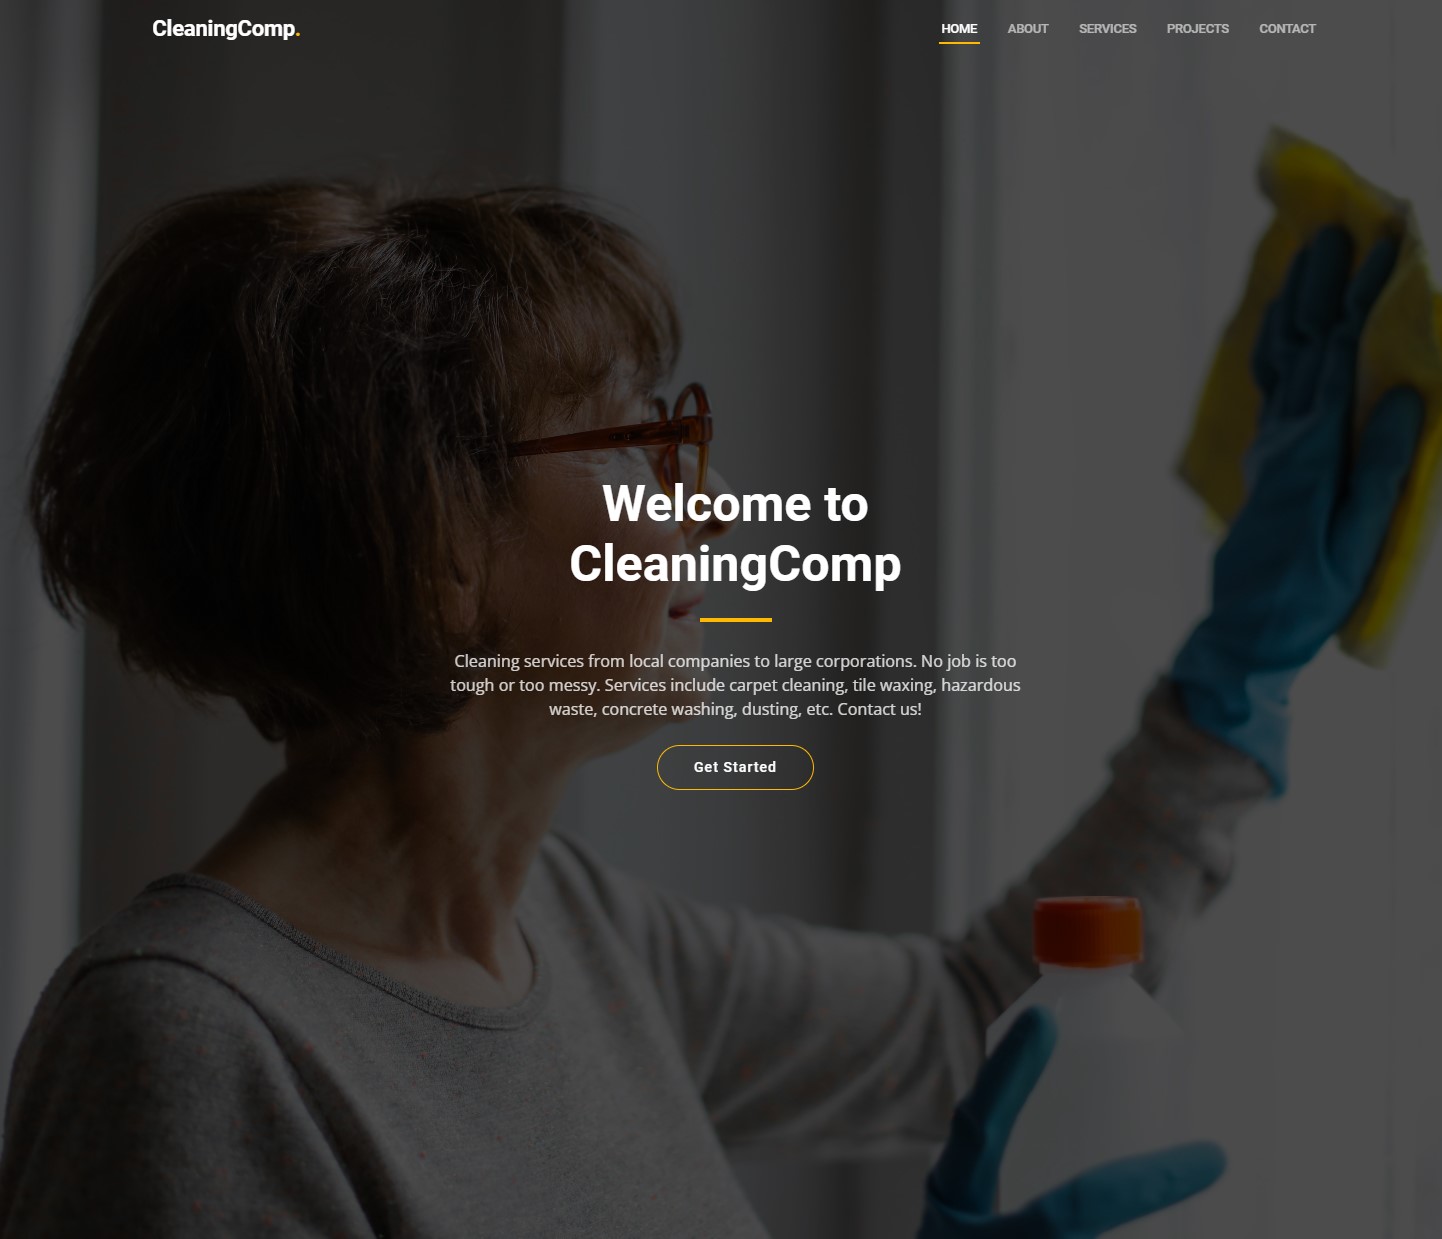 CleaningComp.
HOME ABOUT SERVICES PROJECTS CONTACT
Welcome to
CleaningComp
Cleaning services from local companies to large corporations. No job is too
tough or too messy. Services include carpet cleaning, tile waxing, hazardous
waste, concrete washing, dusting, etc. Contact us!
Get Started